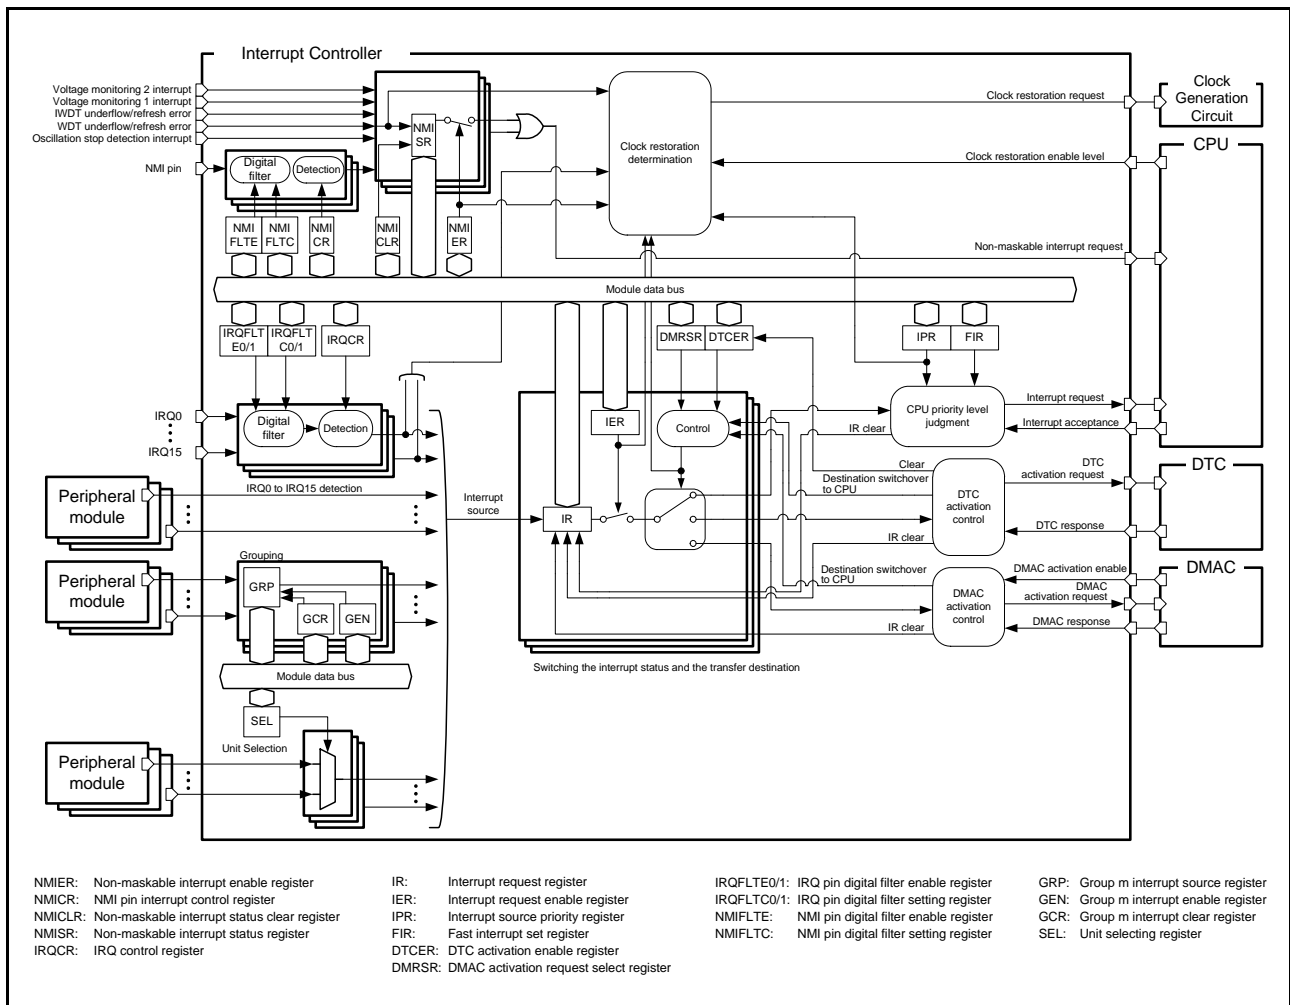 Interrupt Controller
Voltage monitoring 2 interrupt
Voltage monitoring 1 interrupt
IWDT underflow/refresh error
WDT underflow/refresh error
Oscillation stop detection interrupt
NMI pin
Digital
filter
Detection
NMI
SR
NMI
FLTE
NMI
FLTC
NMI
CR
NMI
CLR
NMI
ER
Clock restoration
determination
Clock restoration request
Clock restoration enable level
Non-maskable interrupt request
Clock
Generation
Circuit
CPU
Module data bus
IRQFLT
E0/1
IRQFLT
C0/1
IRQCR
DMRSR
DTCER
IPR
FIR
IRQ0
IRQ15
Digital
filter
Detection
IER
Control
CPU priority level
judgment
Interrupt request
Interrupt acceptance
IR clear
Clear
Destination switchover
to CPU
DTC
activation
control
DTC
activation request
DTC response
DTC
IR clear
Peripheral
module
IRQ0 to IRQ15 detection
Interrupt
source
IR
Peripheral
module
Grouping
GRP
GCR
GEN
Module data bus
Destination switchover
to CPU
DMAC
activation
control
DMAC activation enable
DMAC
activation request
DMAC response
DMAC
IR clear
Switching the interrupt status and the transfer destination
SEL
Unit Selection
Peripheral
module
NMIER: Non-maskable interrupt enable register
NMICR: NMI pin interrupt control register
NMICLR: Non-maskable interrupt status clear register
NMISR: Non-maskable interrupt status register
IRQCR: IRQ control register
IR: Interrupt request register
IER: Interrupt request enable register
IPR: Interrupt source priority register
FIR: Fast interrupt set register
DTCER: DTC activation enable register
DMRSR: DMAC activation request select register
IRQFLTE0/1: IRQ pin digital filter enable register
IRQFLTC0/1: IRQ pin digital filter setting register
NMIFLTE: NMI pin digital filter enable register
NMIFLTC: NMI pin digital filter setting register
GRP: Group m interrupt source register
GEN: Group m interrupt enable register
GCR: Group m interrupt clear register
SEL: Unit selecting register